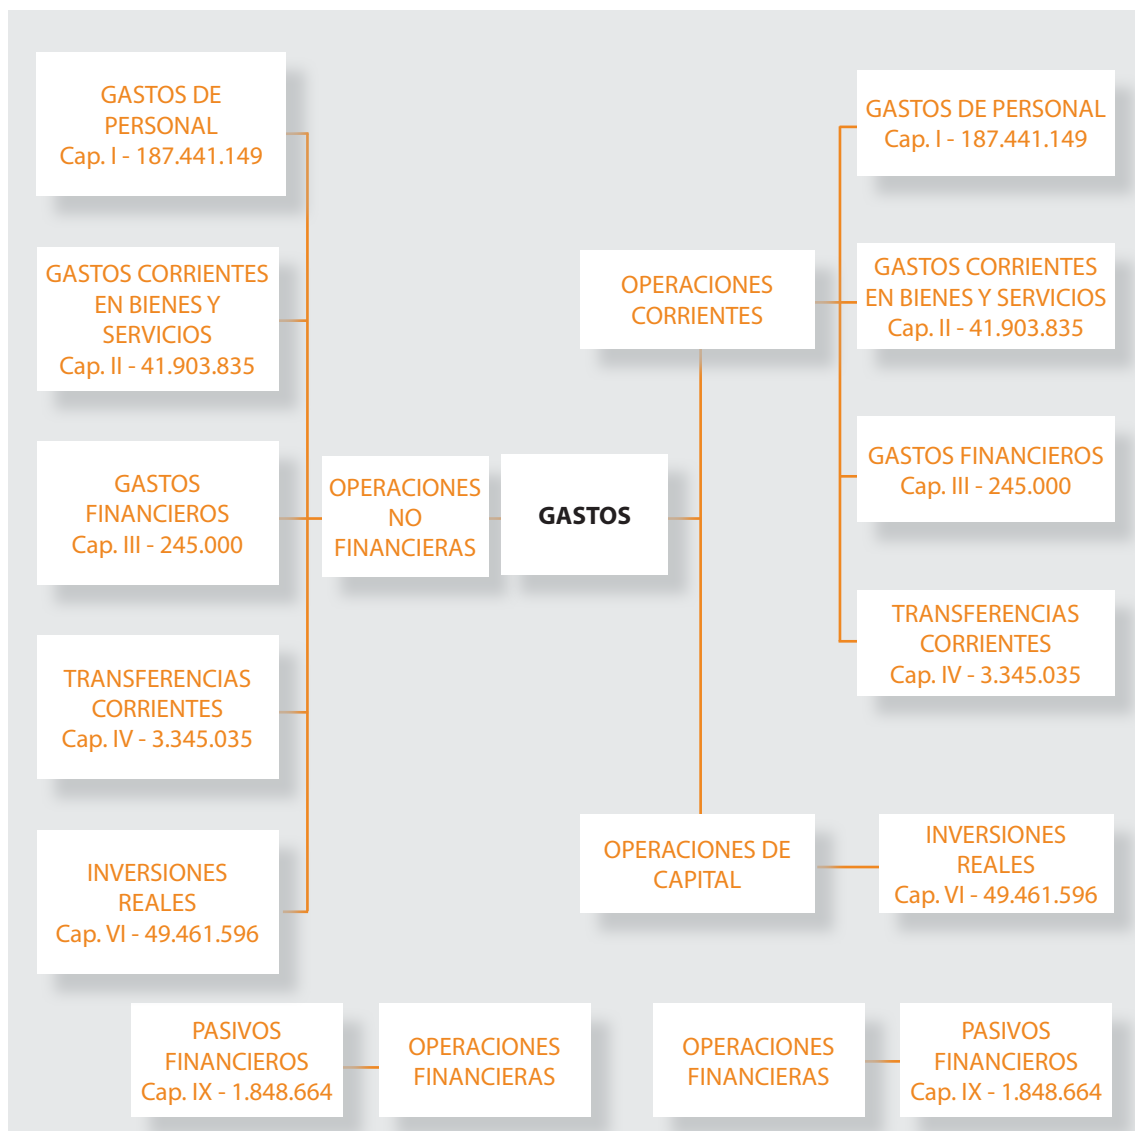 GASTOS DE
PERSONAL
Cap. I - 187.441.149
GASTOS CORRIENTES
EN BIENES Y
SERVICIOS
Cap. II - 41.903.835
GASTOS
FINANCIEROS
Cap. III - 245.000
TRANSFERENCIAS
CORRIENTES
Cap. IV - 3.345.035
INVERSIONES
REALES
Cap. VI - 49.461.596
OPERACIONES
NO
FINANCIERAS
GASTOS
OPERACIONES
CORRIENTES
GASTOS DE PERSONAL
Cap. I - 187.441.149
GASTOS CORRIENTES
EN BIENES Y SERVICIOS
Cap. II - 41.903.835
GASTOS FINANCIEROS
Cap. III - 245.000
TRANSFERENCIAS
CORRIENTES
Cap. IV - 3.345.035
OPERACIONES DE
CAPITAL
INVERSIONES
REALES
Cap. VI - 49.461.596
PASIVOS
FINANCIEROS
Cap. IX - 1.848.664
OPERACIONES
FINANCIERAS
OPERACIONES
FINANCIERAS
PASIVOS
FINANCIEROS
Cap. IX - 1.848.664